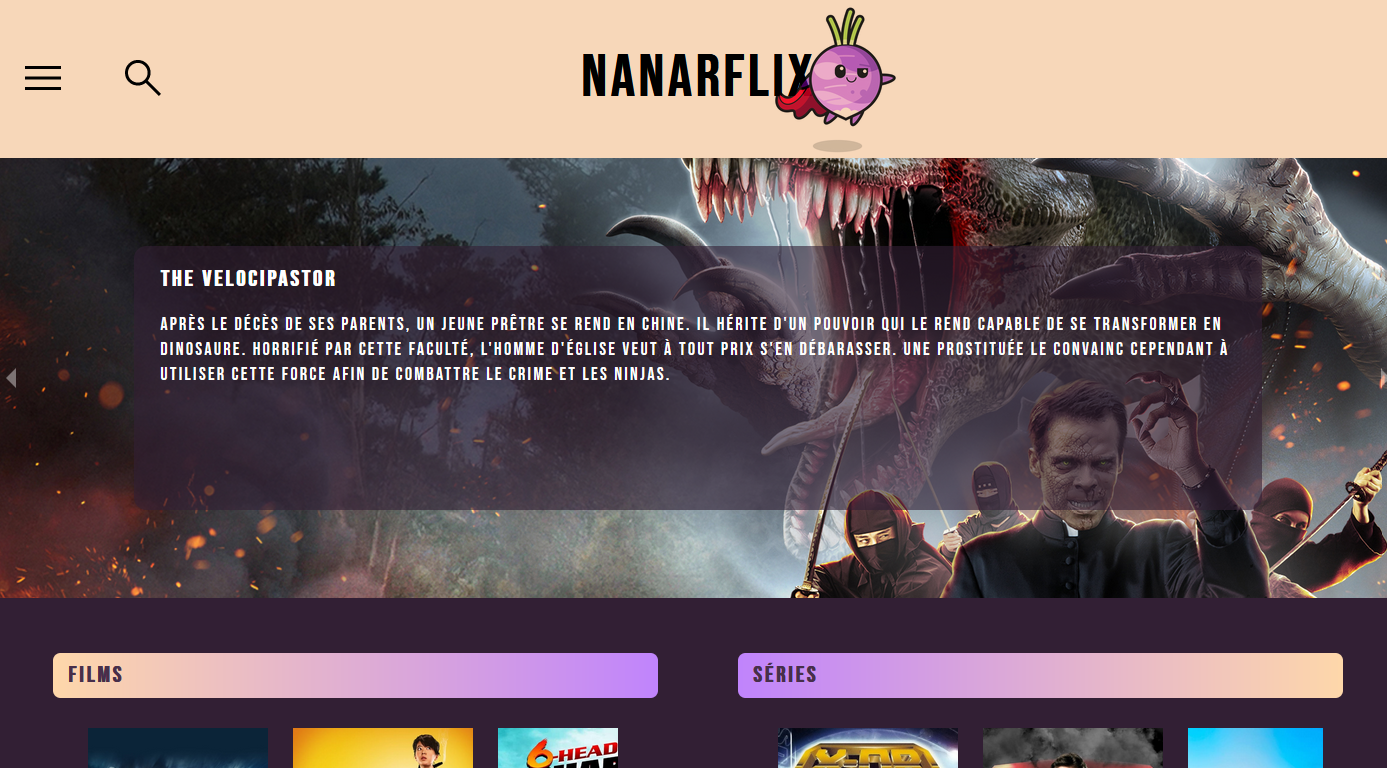 NANARFLIX
THE VELOCIPASTOR
APRÈS LE DÉCÈS DE SES PARENTS, UN JEUNE PRÊTRE SE REND EN CHINE. IL HÉRITE D'UN POUVOIR QUI LE REND CAPABLE DE SE TRANSFORMER EN
DINOSAURE. HORRIFIÉ PAR CETTE FACULTÉ, L'HOMME D'ÉGLISE VEUT À TOUT PRIX S'EN DÉBARASSER. UNE PROSTITUÉE LE CONVAINC CEPENDANT À
UTILISER CETTE FORCE AFIN DE COMBATTRE LE CRIME ET LES NINJAS.
FILMS
SÉRIES
6-HEAD